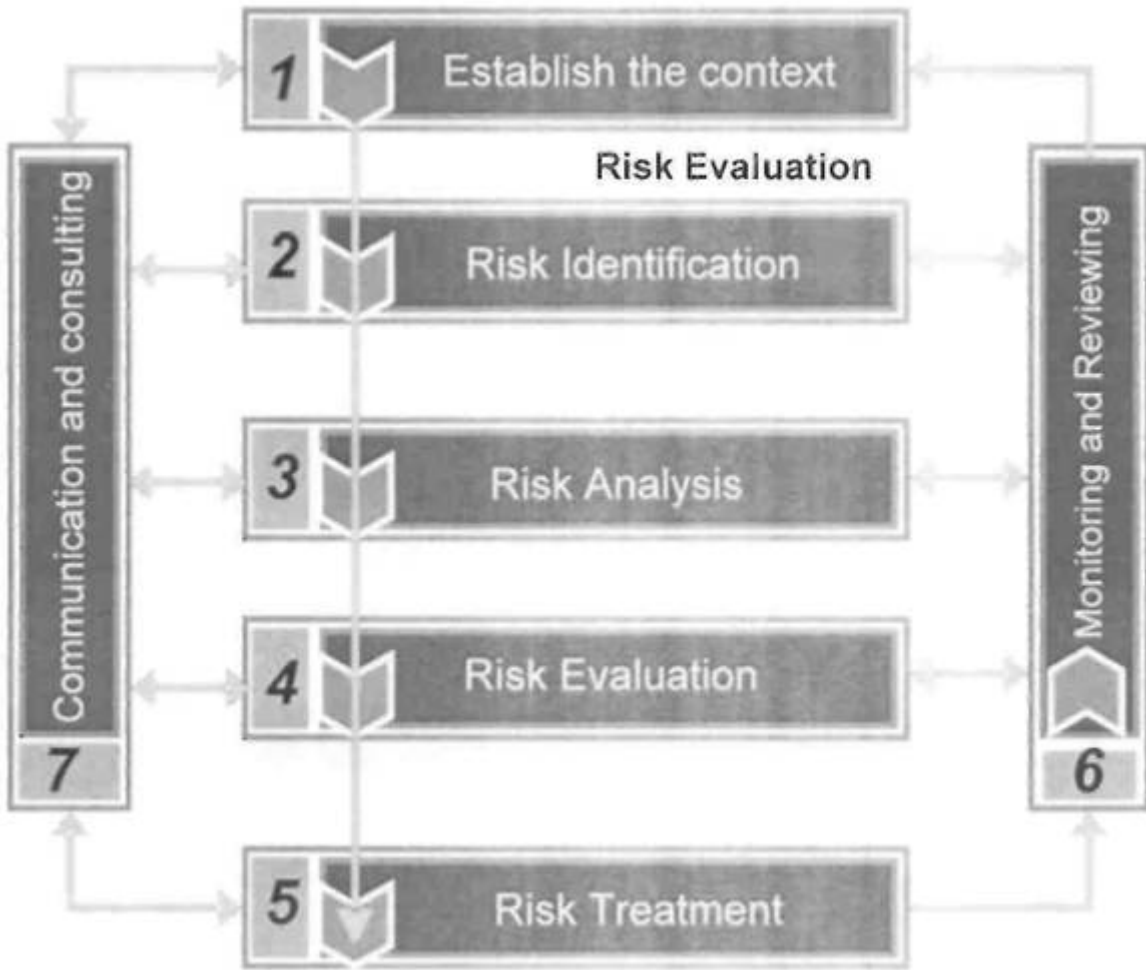 1 Establish the context
Risk Evaluation
2 Risk Identification
3 Risk Analysis
4 Risk Evaluation
5 Risk Treatment
Communication and consulting
7
Monitoring and Reviewing
6